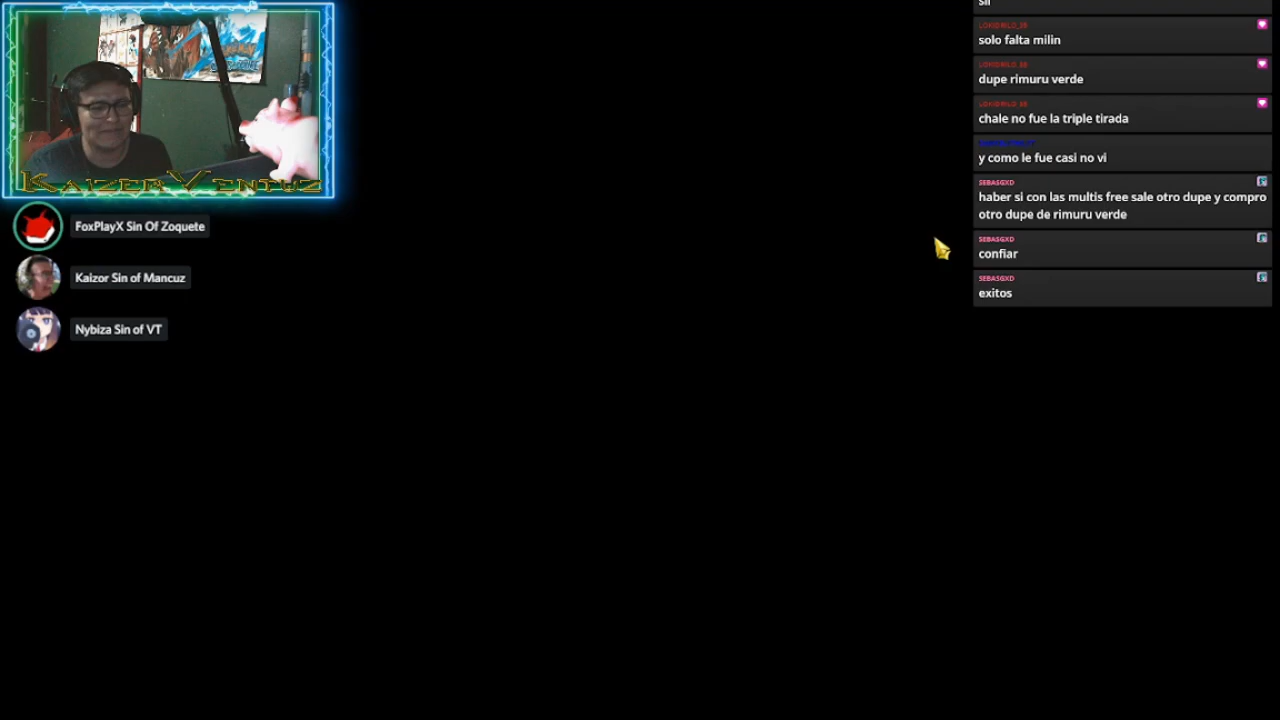 KAIZERVENTUZ
FoxPlayX Sin Of Zoquete
Kaizor Sin of Mancuz
Nybiza Sin of VT
solo falta milin
dupe rimuru verde
chale no fue la triple tirada
y como le fue casi no vi
SEBASGXD
haber si con las multis free sale otro dupe y compro
otro dupe de rimuru verde
SEBASGXD
confiar
SEBASGXD
exitos